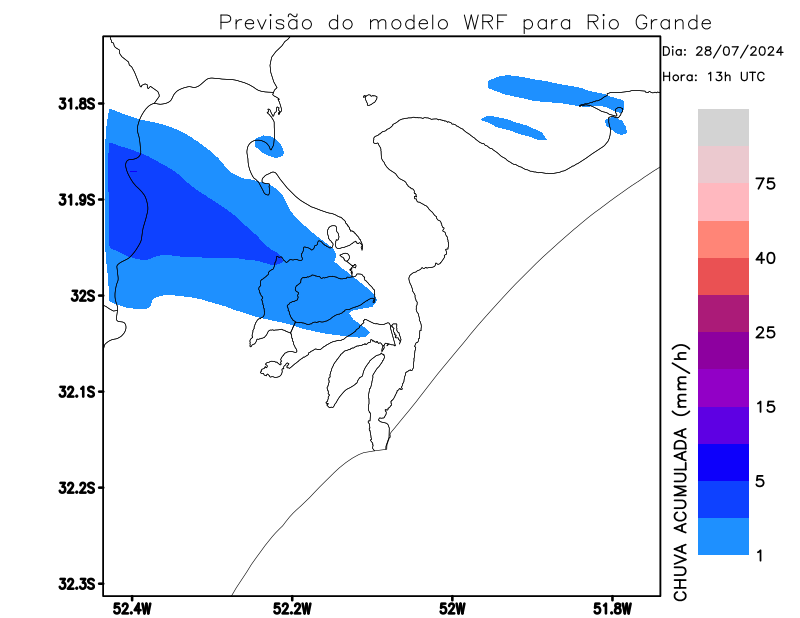 Previsão do modelo WRF para Rio Grande
Dia: 28/07/2024
Hora: 13h UTC
31.8S
31.9S
32S
32.1S
32.2S
32.3S
52.4W
52.2W
52W
51.8W
75
40
25
15
5
1
CHUVA ACUMULADA (mm/h)